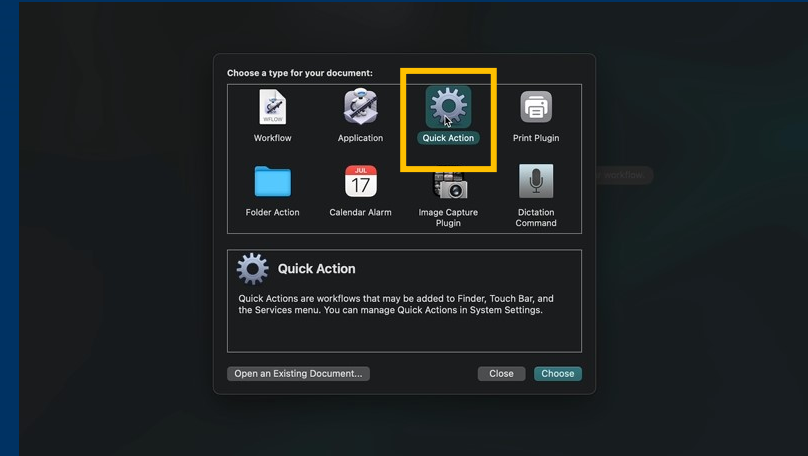 Choose a type for your document:
WFLOW
JUL
17
Workflow
Application
Quick Action
Print Plugin
workflow.
Folder Action
Calendar Alarm
Image Capture
Plugin
Dictation
Command
Quick Action
Quick Actions are workflows that may be added to Finder, Touch Bar, and
the Services menu. You can manage Quick Actions in System Settings.
Open an Existing Document...
Close
Choose